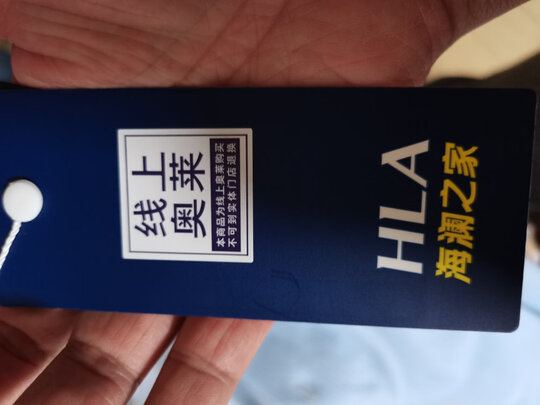 线上
奥莱
本商品为线上奥莱购买
不可到实体门店退换
HLA
海澜之家